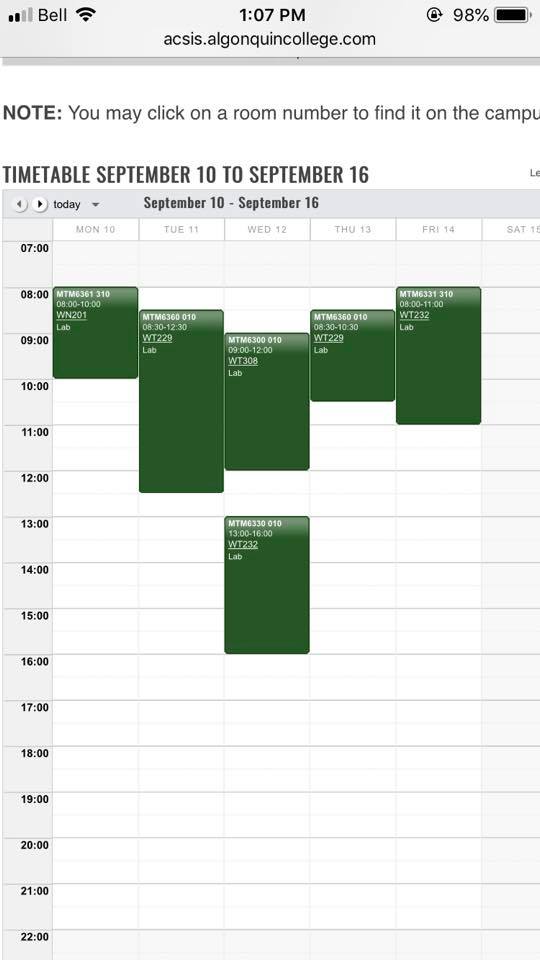 Bell 1:07 PM 98%
acsis.algonquincollege.com
NOTE: You may click on a room number to find it on the campu
TIMETABLE SEPTEMBER 10 TO SEPTEMBER 16 Le
today September 10 - September 16
MON 10 TUE 11 WED 12 THU 13 FRI 14 SAT 15
07:00
08:00
MTM6361 310
08:00-10:00
WN201
Lab
MTM6360 010
08:30-12:30
WT229
Lab
MTM6300 010
09:00-12:00
WT308
Lab
MTM6360 010
08:30-10:30
WT229
Lab
MTM6331 310
08:00-11:00
WT232
Lab
09:00
10:00
11:00
12:00
13:00
MTM6330 010
13:00-16:00
WT232
Lab
14:00
15:00
16:00
17:00
18:00
19:00
20:00
21:00
22:00